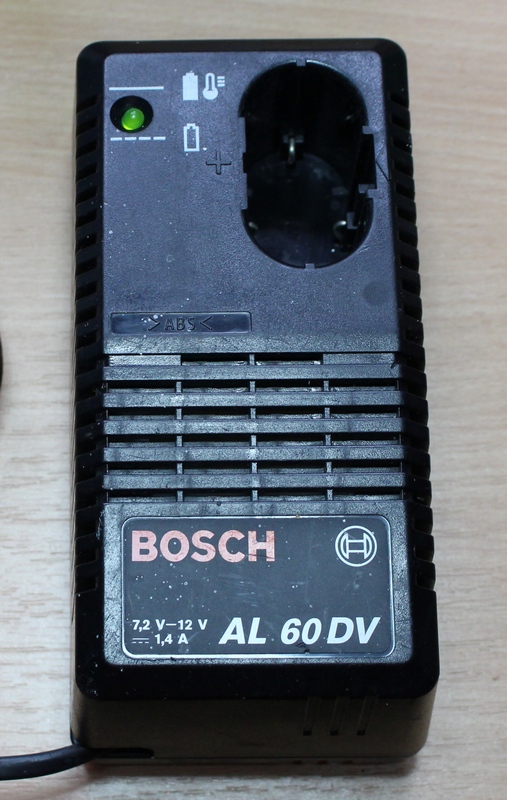 +
>ABS<
BOSCH
7,2 V–12 V
⎓ 1,4 A
AL 60 DV